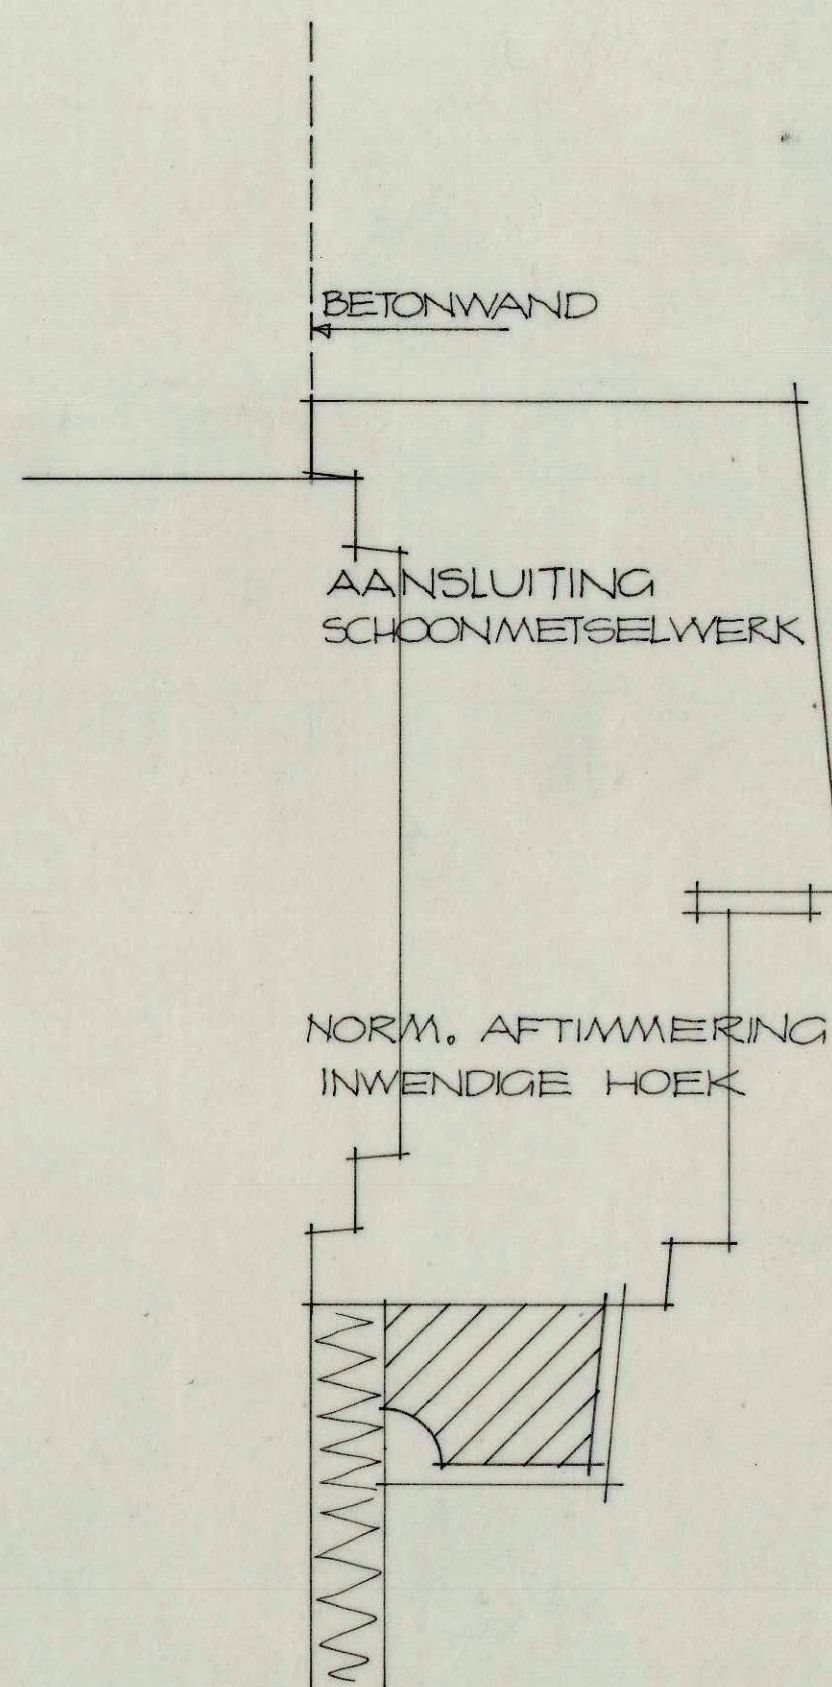 BETONWAND
AANSLUITING
SCHOONMETSELWERK
NORM. AFTIMMERING
INWENDIGE HOEK